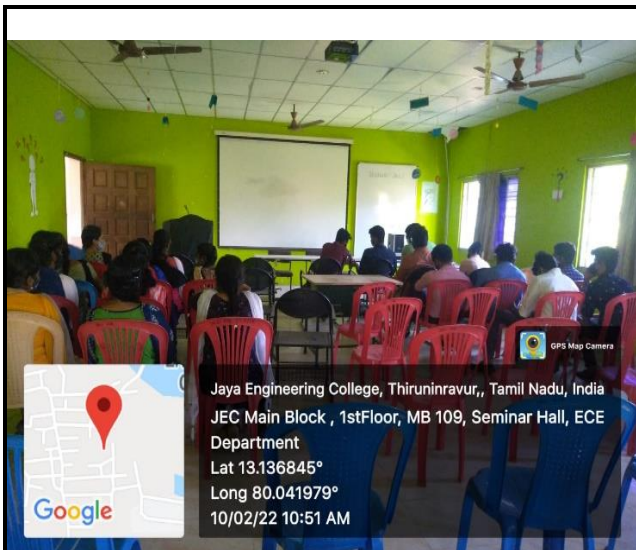 GPS Map Camera
Jaya Engineering College, Thiruninravur,, Tamil Nadu, India
JEC Main Block , 1stFloor, MB 109, Seminar Hall, ECE
Department
Lat 13.136845°
Long 80.041979°
10/02/22 10:51 AM
Google